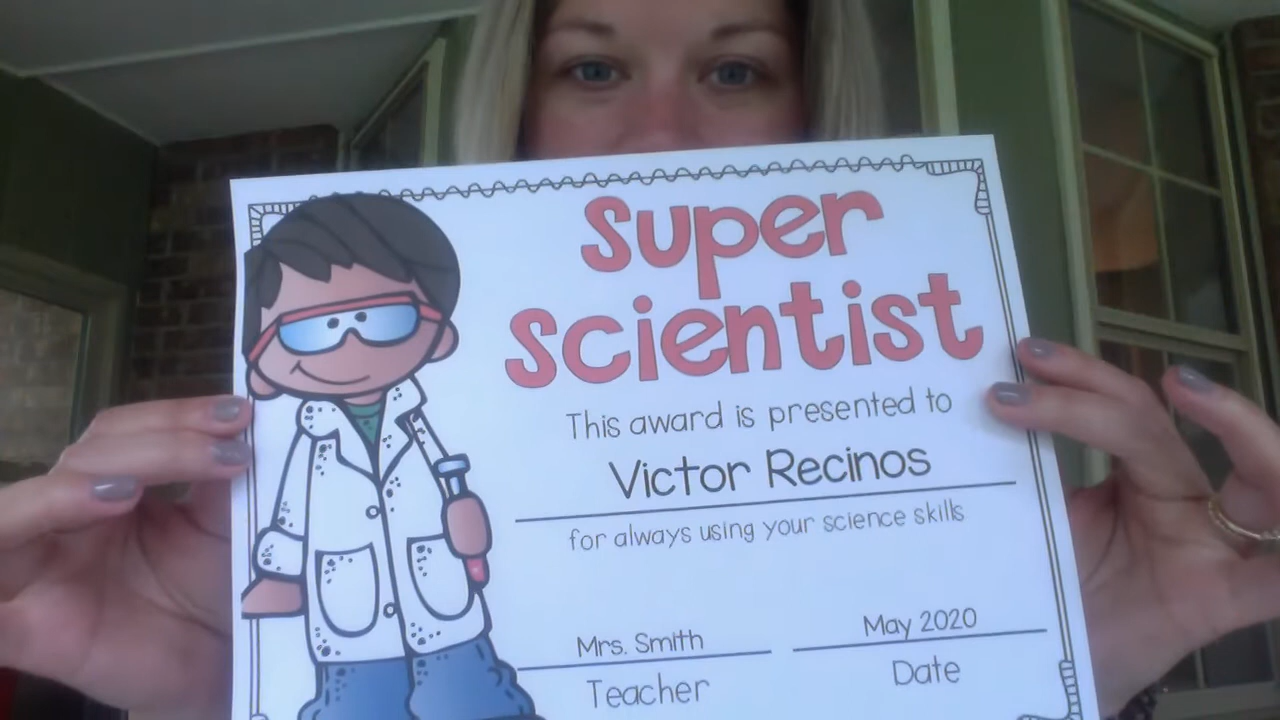 Super
Scientist
This award is presented to
Victor Recinos
for always using your science skills
Mrs. Smith
May 2020
Teacher
Date